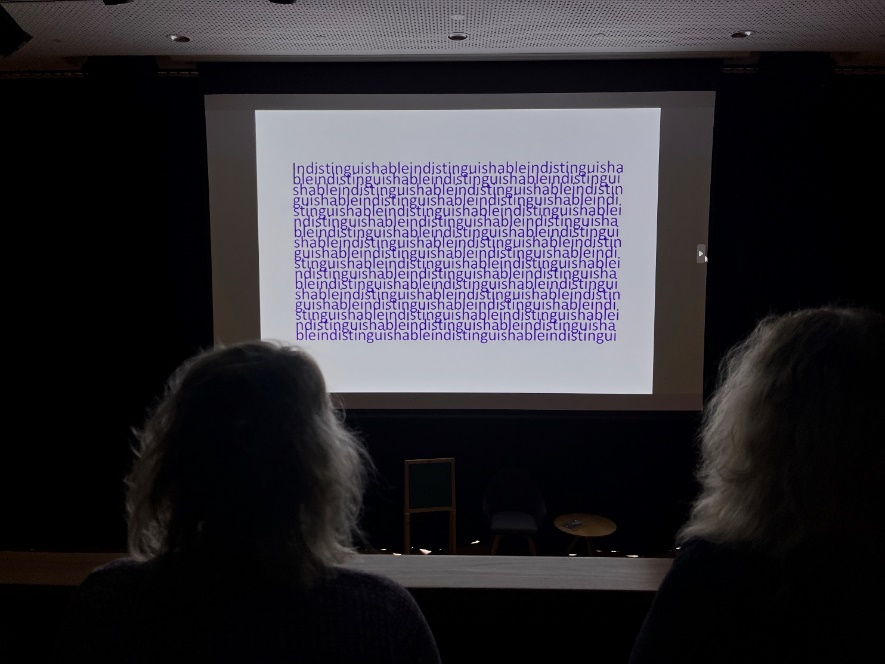 Indistinguishableindistinguishableindistinguisha
bleindistinguishableindistinguishableindistingui
shableindistinguishableindistinguishableindistin
guishableindistinguishableindistinguishableindi
stinguishableindistinguishableindistinguishablei
ndistinguishableindistinguishableindistinguisha
bleindistinguishableindistinguishableindistingui
shableindistinguishableindistinguishableindistin
guishableindistinguishableindistinguishableindi
stinguishableindistinguishableindistinguishablei
ndistinguishableindistinguishableindistinguisha
bleindistinguishableindistinguishableindistingui
shableindistinguishableindistinguishableindistin
guishableindistinguishableindistinguishableindi
stinguishableindistinguishableindistinguishablei
ndistinguishableindistinguishableindistinguisha
bleindistinguishableindistinguishableindistingui